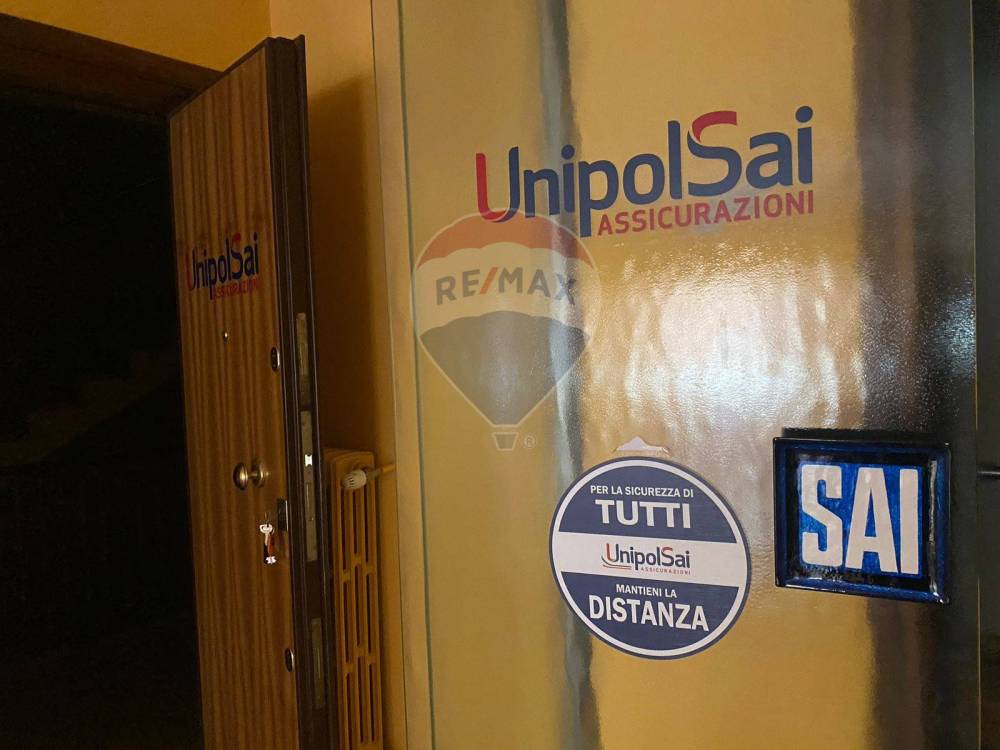 UnipolSai
ASSICURAZIONI
UnipolSai
ASSICURAZIONI
RE/MAX
®
PER LA SICUREZZA DI
TUTTI
UnipolSai
ASSICURAZIONI
MANTIENI LA
DISTANZA
SAI